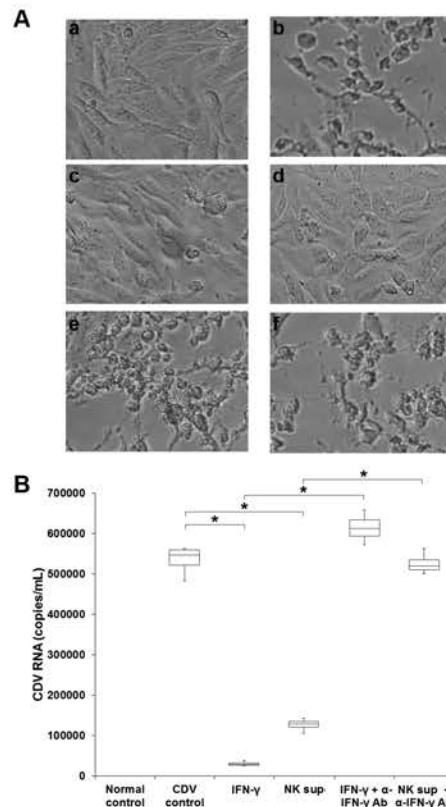 A
a
b
c
d
e
f
B
*
*
*
*
700000
600000
500000
400000
300000
200000
100000
0
CDV RNA (copies/mL)
Normal CDV IFN-γ NK sup IFN-γ + α- NK sup +
control control IFN-γ Ab α-IFN-γ A